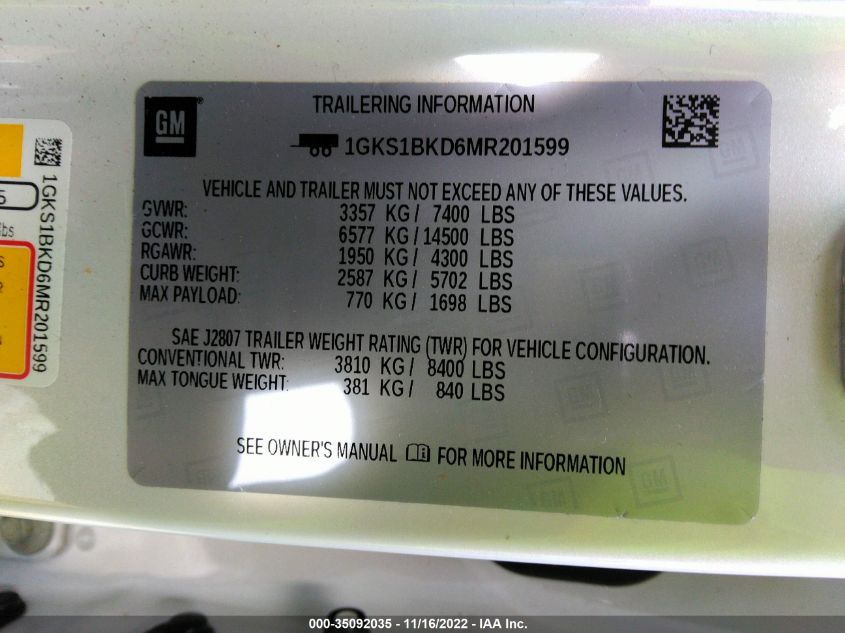 GM
TRAILERING INFORMATION
1GKS1BKD6MR201599
VEHICLE AND TRAILER MUST NOT EXCEED ANY OF THESE VALUES.
GVWR: 3357 KG / 7400 LBS
GCWR: 6577 KG / 14500 LBS
RGAWR: 1950 KG / 4300 LBS
CURB WEIGHT: 2587 KG / 5702 LBS
MAX PAYLOAD: 770 KG / 1698 LBS
SAE J2807 TRAILER WEIGHT RATING (TWR) FOR VEHICLE CONFIGURATION.
CONVENTIONAL TWR: 3810 KG / 8400 LBS
MAX TONGUE WEIGHT: 381 KG / 840 LBS
SEE OWNER'S MANUAL FOR MORE INFORMATION
1GKS1BKD6MR201599
000-35092035 - 11/16/2022 - IAA Inc.